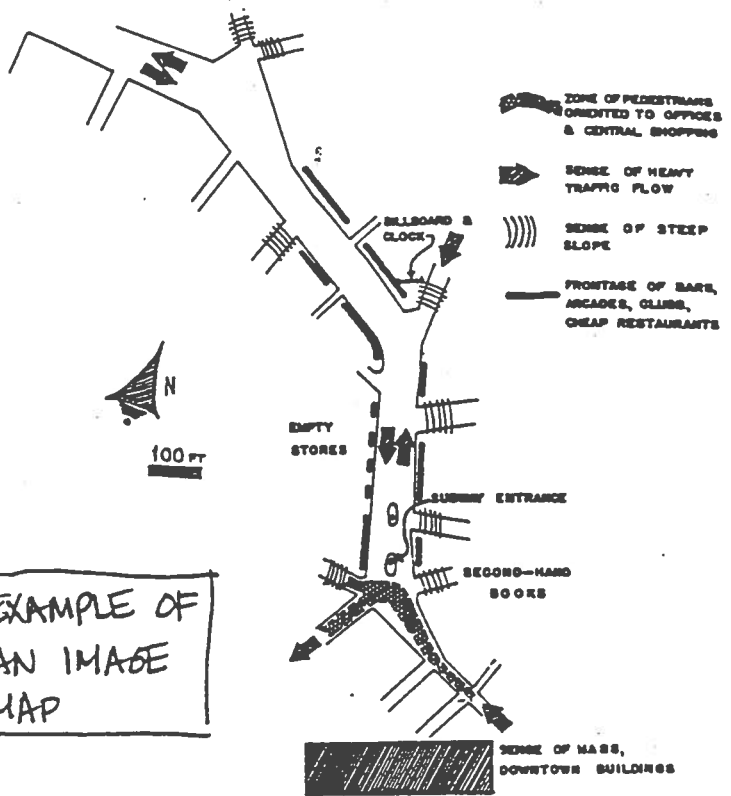 ZONE OF PEDESTRIANS
ORIENTED TO OFFICES
& CENTRAL SHOPPING
SENSE OF HEAVY
TRAFFIC FLOW
SENSE OF STEEP
SLOPE
FRONTAGE OF BARS,
ARCADES, CLUBS,
CHEAP RESTAURANTS
BILLBOARD &
CLOCK
N
100 FT
EMPTY
STORES
SUBWAY ENTRANCE
SECOND-HAND
BOOKS
EXAMPLE OF
AN IMAGE
MAP
SENSE OF MASS,
DOWNTOWN BUILDINGS